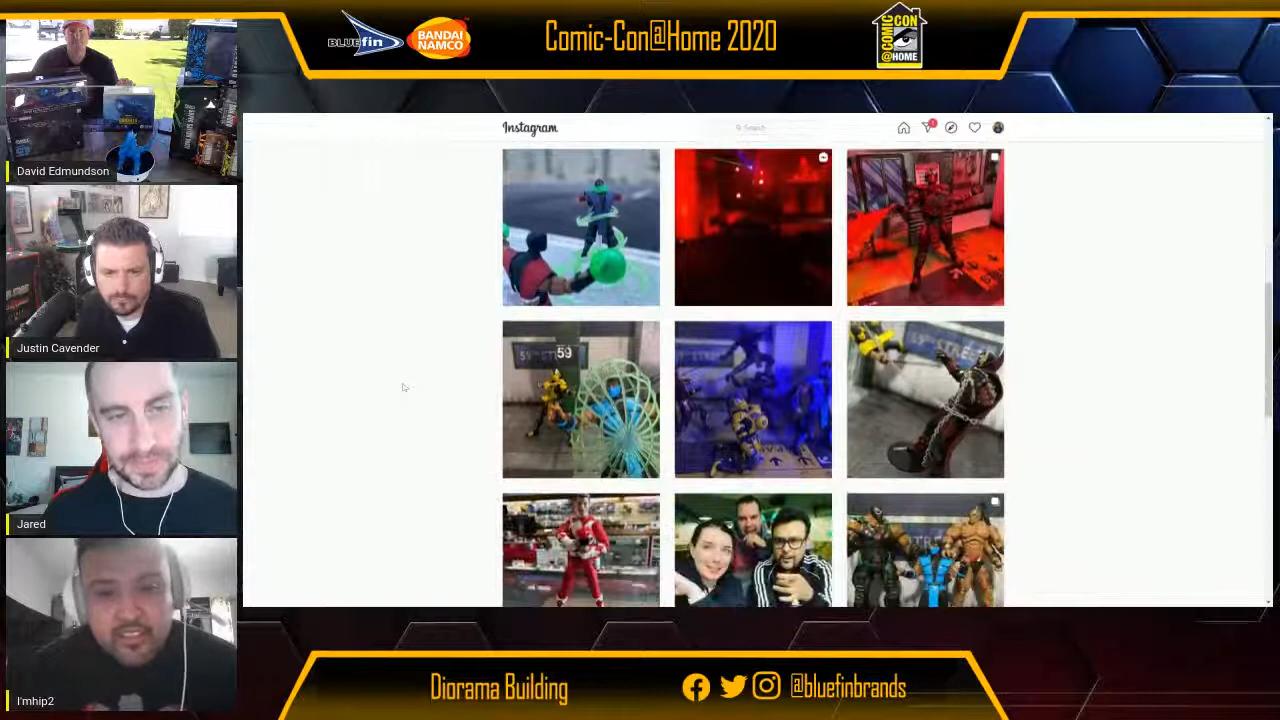 BLUEfin
BANDAI
NAMCO
Comic-Con@Home 2020
COMIC
CON
@
HOME
David Edmundson
Justin Cavender
Jared
I'mhip2
Instagram
Search
59
Diorama Building
@bluefinbrands